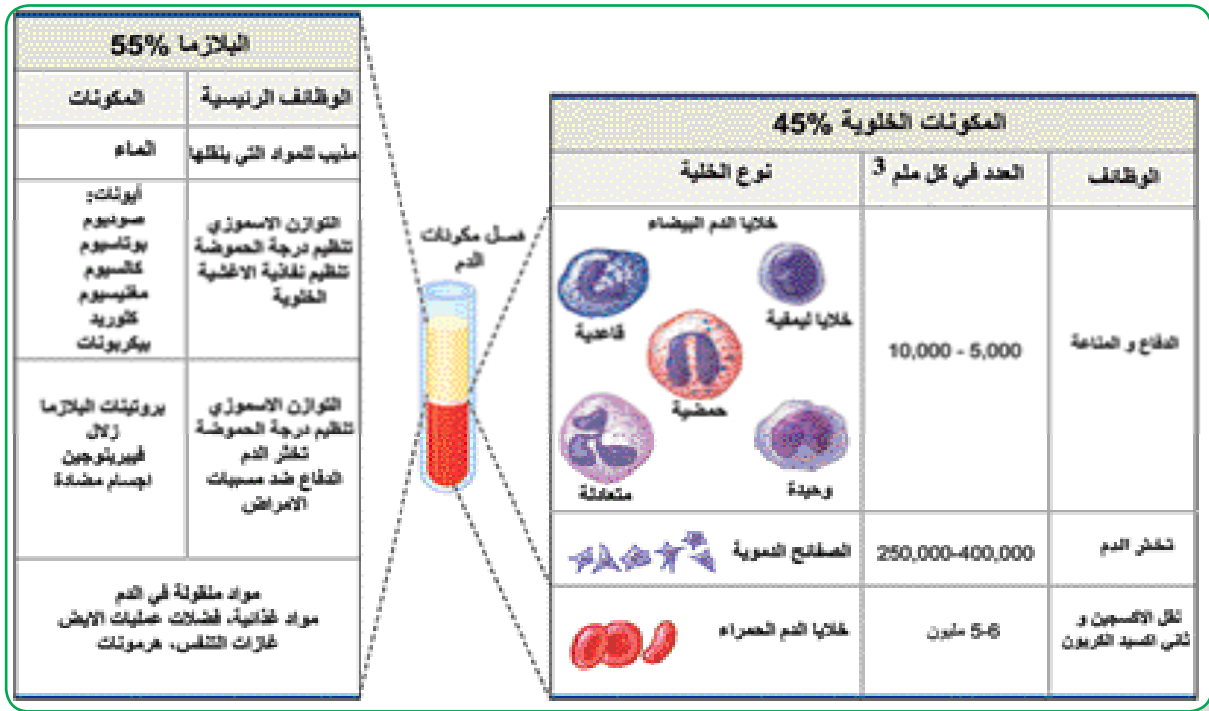 البلازما 55%
الوظائف الرئيسية
المكونات
مذيب للمواد التي ينقلها
الماء
التوازن الاسموزي
تنظيم درجة الحموضة
تنظيم نفاذية الاغشية
الخلوية
أيونات:
صوديوم
بوتاسيوم
كالسيوم
مغنيسيوم
كلوريد
بيكربونات
التوازن الاسموزي
تنظيم درجة الحموضة
تخثر الدم
الدفاع ضد مسببات
الامراض
بروتينات البلازما
زلال
فيبرينوجين
اجسام مضادة
مواد منقولة في الدم
مواد غذائية، فضلات عمليات الايض
غازات التنفس، هرمونات
فصل مكونات
الدم
المكونات الخلوية 45%
الوظائف
العدد في كل ملم 3
نوع الخلية
خلايا الدم البيضاء
قاعدية
خلايا ليمفية
حمضية
متعادلة
وحيدة
10,000 - 5,000
الدفاع و المناعة
الصفائح الدموية
250,000-400,000
تخثر الدم
خلايا الدم الحمراء
5-6 مليون
نقل الاكسجين و
ثاني اكسيد الكربون